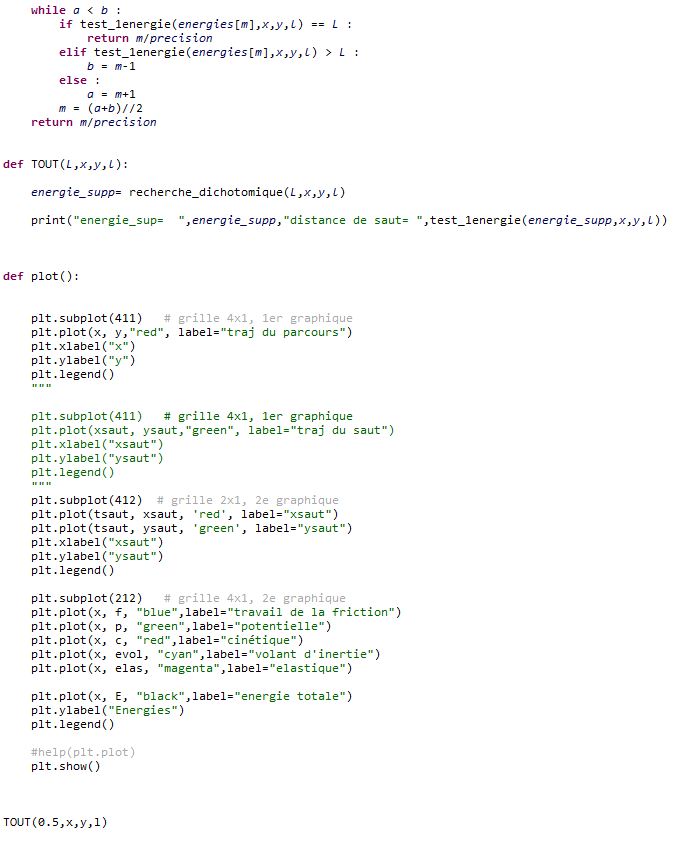 while a < b :
if test_1energie(energies[m],x,y,l) == L :
return m/precision
elif test_1energie(energies[m],x,y,l) > L :
b = m-1
else :
a = m+1
m = (a+b)//2
return m/precision
def TOUT(L,x,y,l):
energie_supp= recherche_dichotomique(L,x,y,l)
print("energie_sup=  ",energie_supp,"distance de saut= ",test_1energie(energie_supp,x,y,l))
def plot():
plt.subplot(411)   # grille 4x1, 1er graphique
plt.plot(x, y,"red", label="traj du parcours")
plt.xlabel("x")
plt.ylabel("y")
plt.legend()
"""
plt.subplot(411)   # grille 4x1, 1er graphique
plt.plot(xsaut, ysaut,"green", label="traj du saut")
plt.xlabel("xsaut")
plt.ylabel("ysaut")
plt.legend()
"""
plt.subplot(412)  # grille 2x1, 2e graphique
plt.plot(tsaut, xsaut, 'red', label="xsaut")
plt.plot(tsaut, ysaut, 'green', label="ysaut")
plt.xlabel("xsaut")
plt.ylabel("ysaut")
plt.legend()
plt.subplot(212)   # grille 4x1, 2e graphique
plt.plot(x, f, "blue",label="travail de la friction")
plt.plot(x, p, "green",label="potentielle")
plt.plot(x, c, "red",label="cinétique")
plt.plot(x, evol, "cyan",label="volant d'inertie")
plt.plot(x, elas, "magenta",label="elastique")
plt.plot(x, E, "black",label="energie totale")
plt.ylabel("Energies")
plt.legend()
#help(plt.plot)
plt.show()
TOUT(0.5,x,y,l)